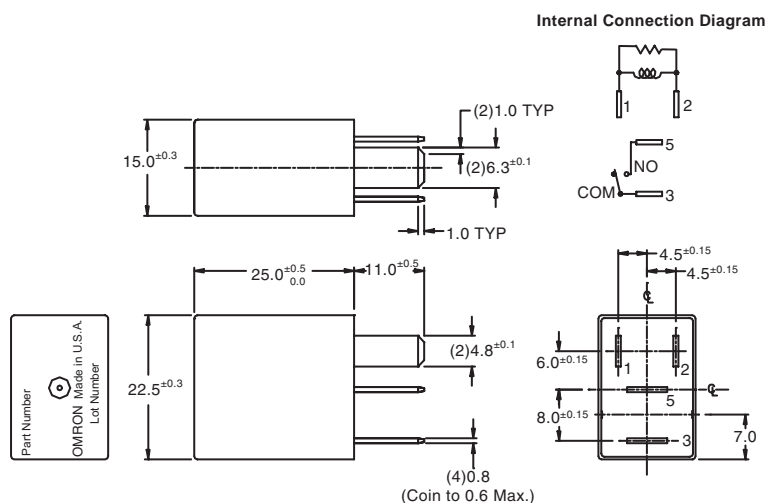 Internal Connection Diagram
1
2
5
NO
COM
3
(2)1.0 TYP
15.0±0.3
(2)6.3±0.1
1.0 TYP
25.0+0.5 0.0
11.0±0.5
4.5±0.15
4.5±0.15
℄
(2)4.8±0.1
6.0±0.15
1
2
℄
22.5±0.3
5
8.0±0.15
3
7.0
(4)0.8
(Coin to 0.6 Max.)
Part Number
OMRON Made in U.S.A.
Lot Number